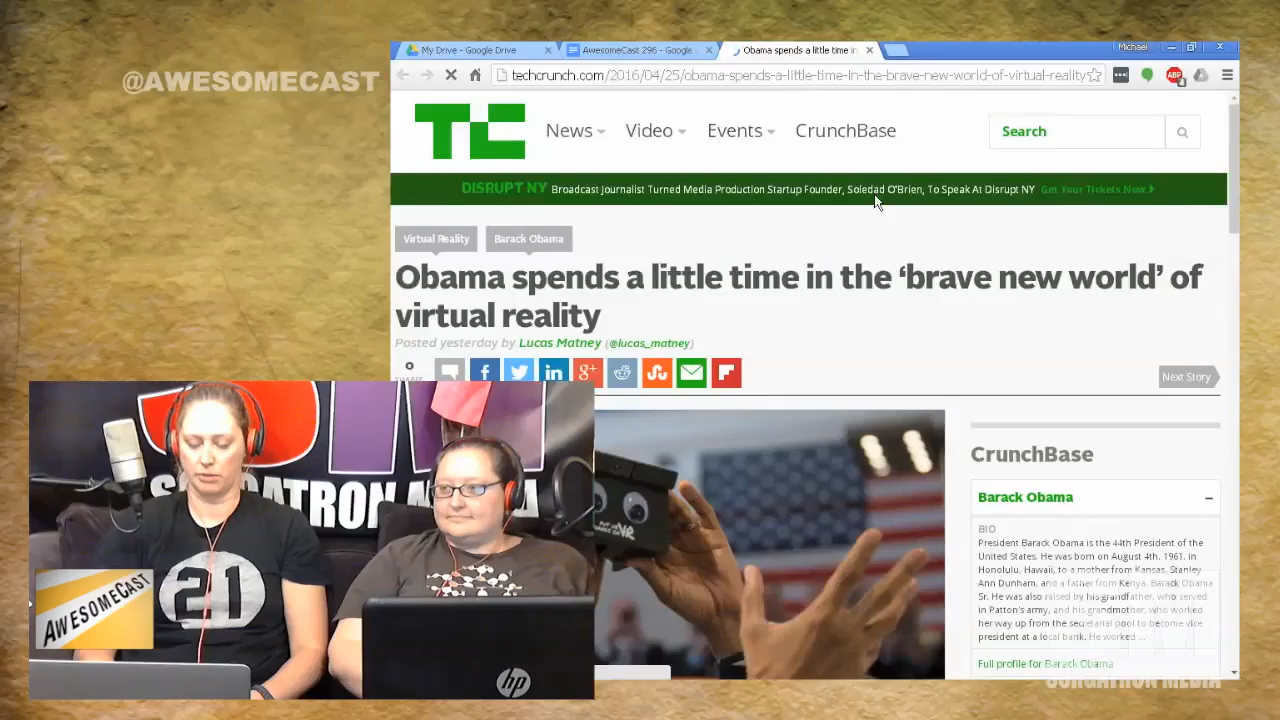 @AWESOMECAST
My Drive - Google Drive
AwesomeCast 296 - Google
Obama spends a little time in
Michael
techcrunch.com/2016/04/25/obama-spends-a-little-time-in-the-brave-new-world-of-virtual-reality
ABP
TC
News
Video
Events
CrunchBase
Search
DISRUPT NY Broadcast Journalist Turned Media Production Startup Founder, Soledad O'Brien, To Speak At Disrupt NY Get Your Tickets Now
Virtual Reality
Barack Obama
Obama spends a little time in the ‘brave new world’ of
virtual reality
Posted yesterday by Lucas Matney (@lucas_matney)
0
SHARES
Next Story
CrunchBase
Barack Obama
BIO
President Barack Obama is the 44th President of the
United States. He was born on August 4th, 1961, in
Honolulu, Hawaii, to a mother from Kansas, Stanley
Ann Dunham, and a father from Kenya, Barack Obama
Sr. He was also raised by his grandfather, who served
in Patton's army, and his grandmother, who worked
her way up from the secretarial pool to become vice
president at a local bank. He worked ...
Full profile for Barack Obama
VR
21
AWESOMECAST
hp
SORGATRON MEDIA